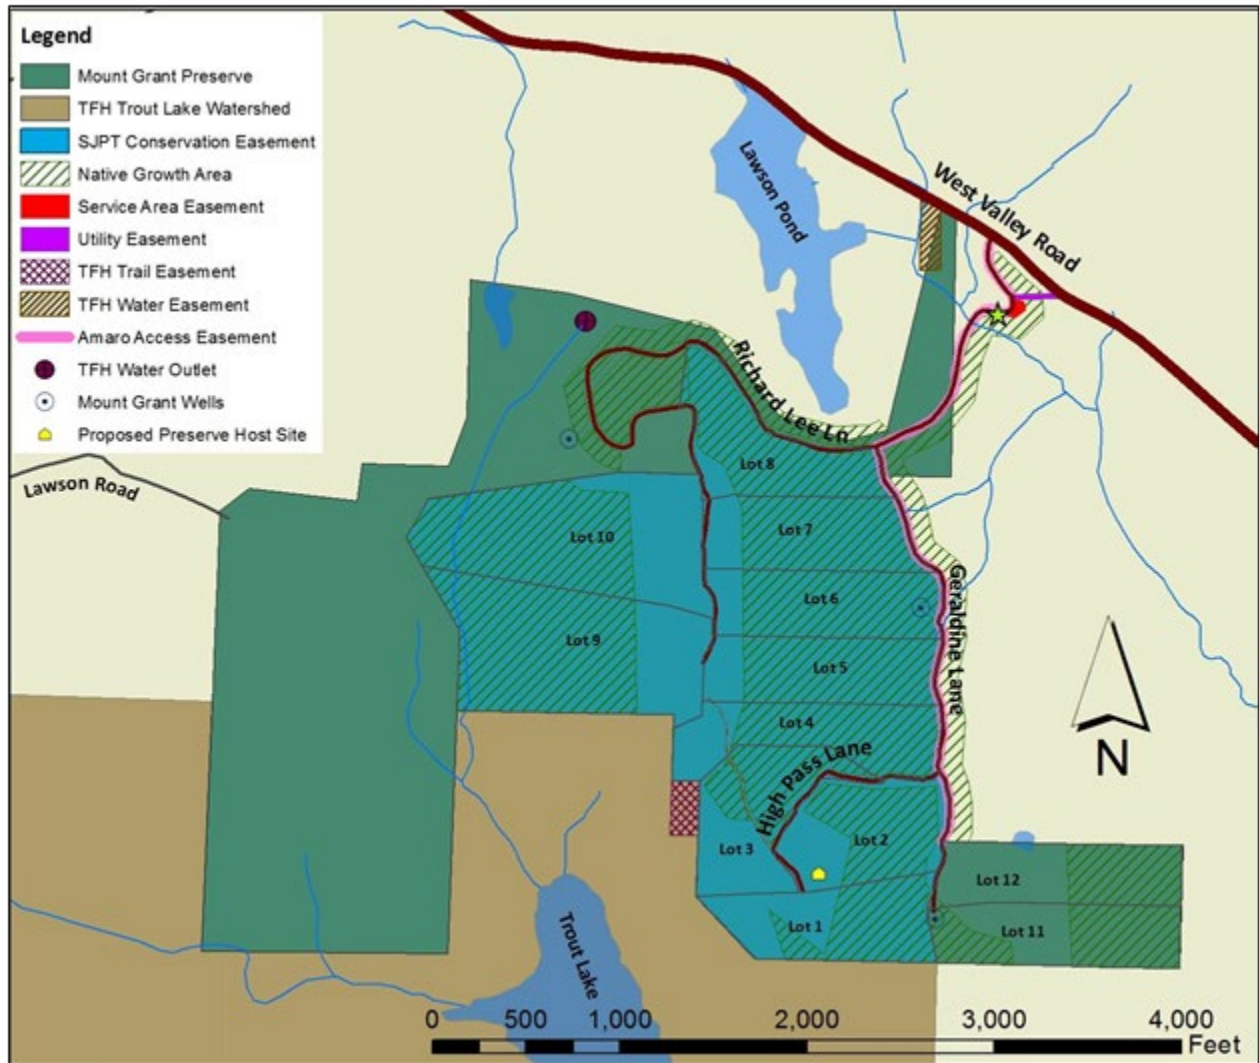 Legend
Mount Grant Preserve
TFH Trout Lake Watershed
SJPT Conservation Easement
Native Growth Area
Service Area Easement
Utility Easement
TFH Trail Easement
TFH Water Easement
Amaro Access Easement
TFH Water Outlet
Mount Grant Wells
Proposed Preserve Host Site
Lawson Pond
West Valley Road
Richard Lee Ln
Lawson Road
Lot 8
Lot 7
Lot 10
Lot 6
Geraldine Lane
Lot 9
Lot 5
Lot 4
High Pass Lane
N
Lot 3
Lot 2
Lot 12
Lot 1
Lot 11
Trout Lake
0 500 1,000 2,000 3,000 4,000
Feet